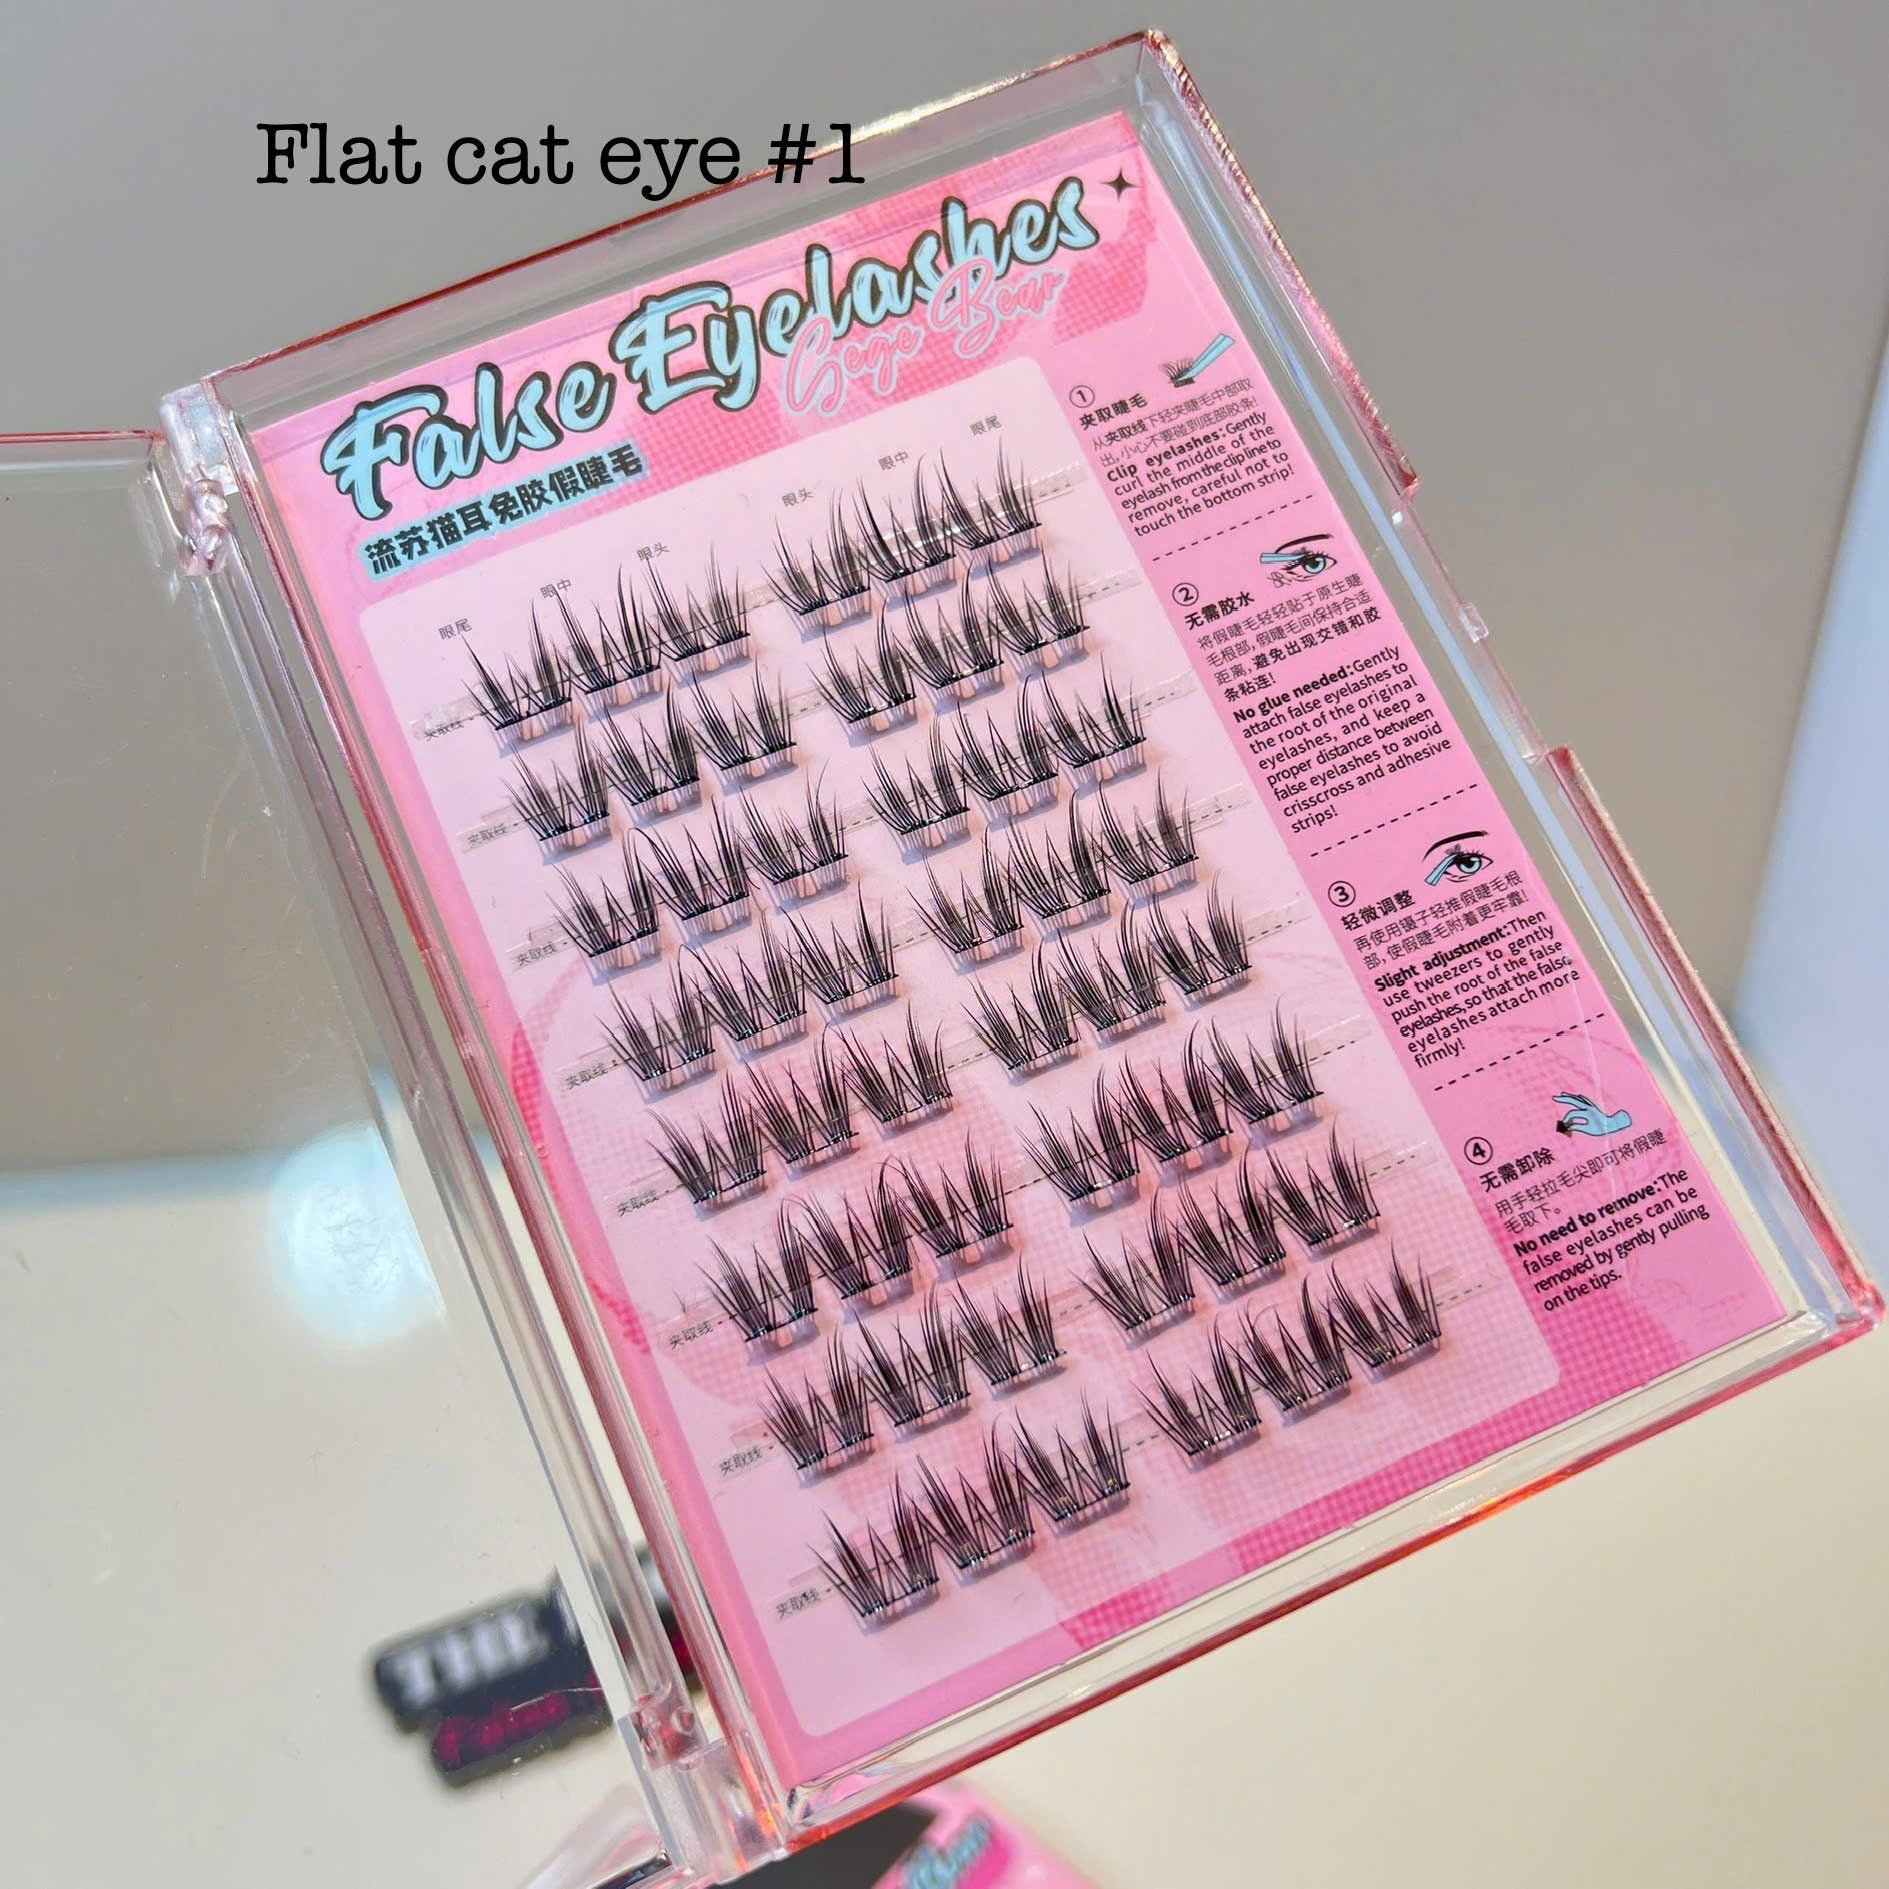 Flat cat eye #1
False Eyelashes
Gege Bear
流苏猫耳免胶假睫毛
眼尾
眼中
眼头
眼头
眼中
眼尾
夹取线
夹取线
夹取线
夹取线
夹取线
夹取线
夹取线
夹取线
①
夹取睫毛
从夹取线下轻夹睫毛中部取
出,小心不要碰到底部胶条!
Clip eyelashes:Gently
curl the middle of the
eyelash from the clip line to
remove, careful not to
touch the bottom strip!
②
无需胶水
将假睫毛轻轻贴于原生睫
毛根部,假睫毛间保持合适
距离,避免出现交错和胶
条粘连!
No glue needed:Gently
attach false eyelashes to
the root of the original
eyelashes, and keep a
proper distance between
false eyelashes to avoid
crisscross and adhesive
strips!
③
轻微调整
再使用镊子轻推假睫毛根
部,使假睫毛附着更牢靠!
Slight adjustment:Then
use tweezers to gently
push the root of the false
eyelashes,so that the false
eyelashes attach more
firmly!
④
无需卸除
用手轻拉毛尖即可将假睫
毛取下。
No need to remove:The
false eyelashes can be
removed by gently pulling
on the tips.
THE